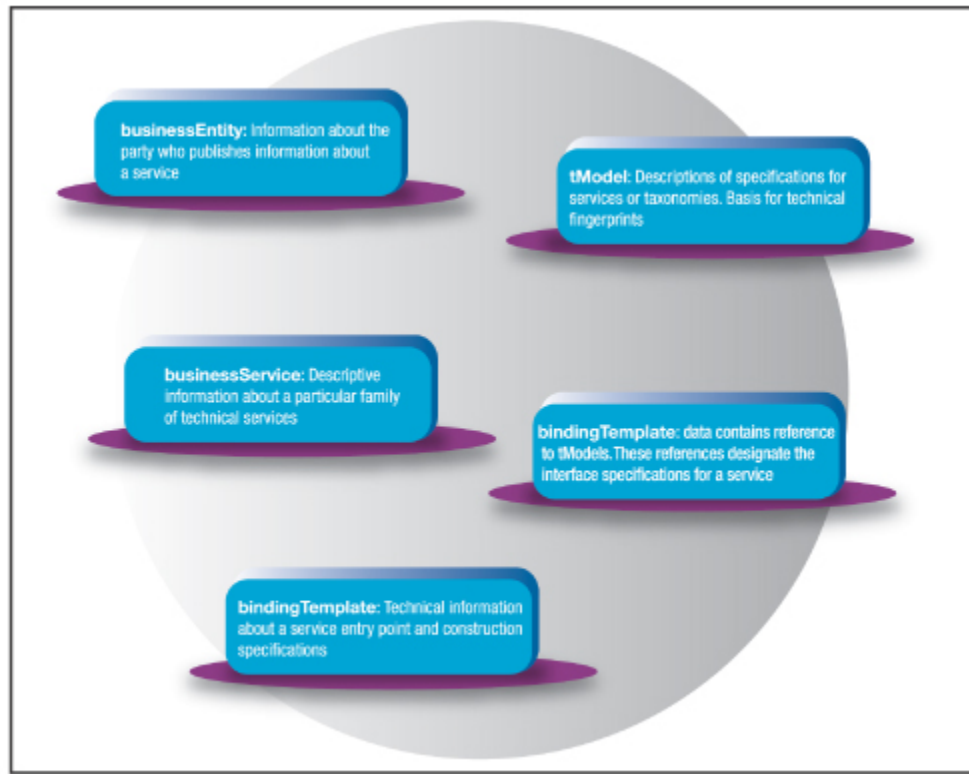 businessEntity: Information about the
party who publishes information about
a service
tModel: Descriptions of specifications for
services or taxonomies. Basis for technical
fingerprints
businessService: Descriptive
information about a particular family
of technical services
bindingTemplate: data contains reference
to tModels.These references designate the
interface specifications for a service
bindingTemplate: Technical information
about a service entry point and construction
specifications